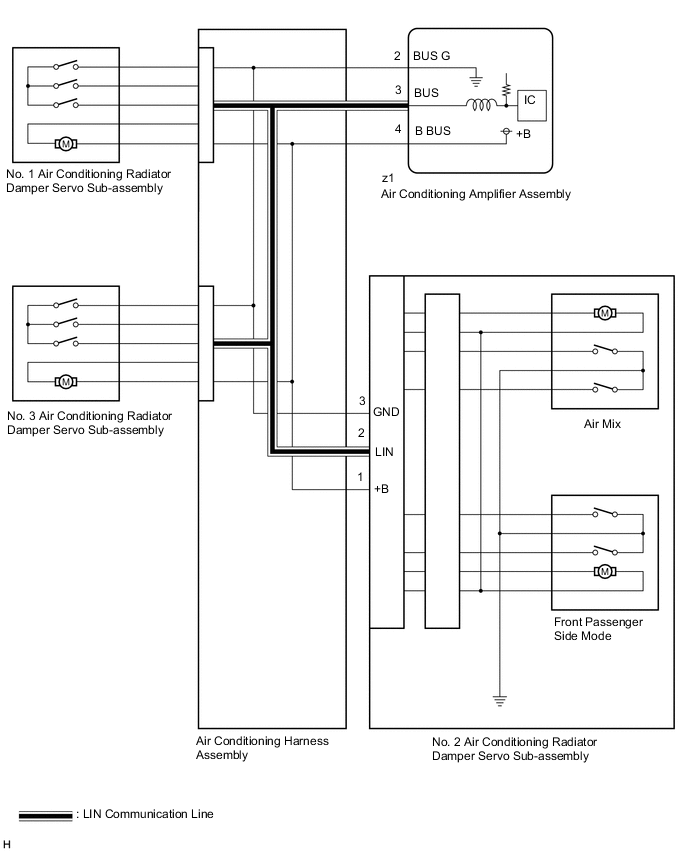 2 BUS G
3 BUS
IC
4 B BUS
+B
M
No. 1 Air Conditioning Radiator
Damper Servo Sub-assembly
z1
Air Conditioning Amplifier Assembly
M
No. 3 Air Conditioning Radiator
Damper Servo Sub-assembly
M
3 GND
Air Mix
2 LIN
1 +B
M
Front Passenger
Side Mode
Air Conditioning Harness
Assembly
No. 2 Air Conditioning Radiator
Damper Servo Sub-assembly
: LIN Communication Line
H